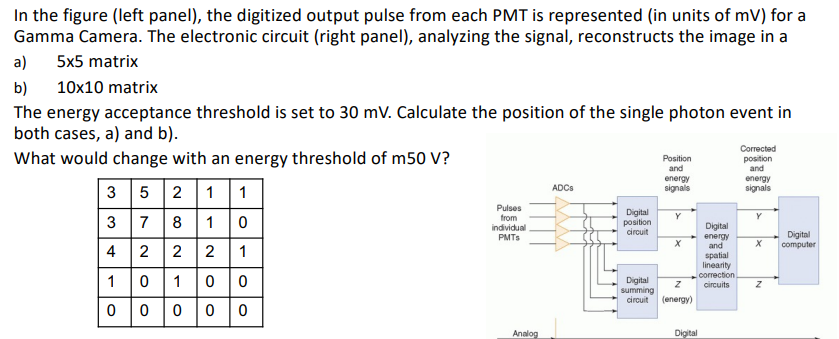 In the figure (left panel), the digitized output pulse from each PMT is represented (in units of mV) for a
Gamma Camera. The electronic circuit (right panel), analyzing the signal, reconstructs the image in a
a) 5x5 matrix
b) 10x10 matrix
The energy acceptance threshold is set to 30 mV. Calculate the position of the single photon event in
both cases, a) and b).
What would change with an energy threshold of m50 V?
3 5 2 1 1
3 7 8 1 0
4 2 2 2 1
1 0 1 0 0
0 0 0 0 0
Pulses
from
individual
PMTs
ADCs
Digital
position
circuit
Digital
summing
circuit
Position
and
energy
signals
Y
X
Z
(energy)
Digital
energy
and
spatial
linearity
correction
circuits
Corrected
position
and
energy
signals
Y
X
Z
Digital
computer
Analog
Digital